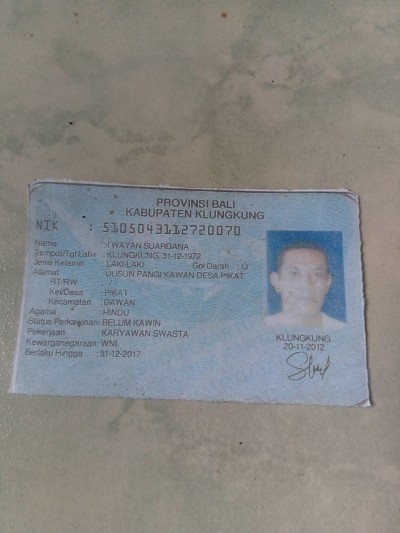 PROVINSI BALI
KABUPATEN KLUNGKUNG
NIK : 5105043112720070
Nama : I WAYAN SUARDANA
Tempat/Tgl Lahir : KLUNGKUNG, 31-12-1972
Jenis Kelamin : LAKI-LAKI Gol Darah : O
Alamat : DUSUN PANGI KAWAN DESA PIKAT
RT/RW : - / -
Kel/Desa : PIKAT
Kecamatan : DAWAN
Agama : HINDU
Status Perkawinan: BELUM KAWIN
Pekerjaan : KARYAWAN SWASTA
Kewarganegaraan: WNI
Berlaku Hingga : 31-12-2017
KLUNGKUNG
20-11-2012